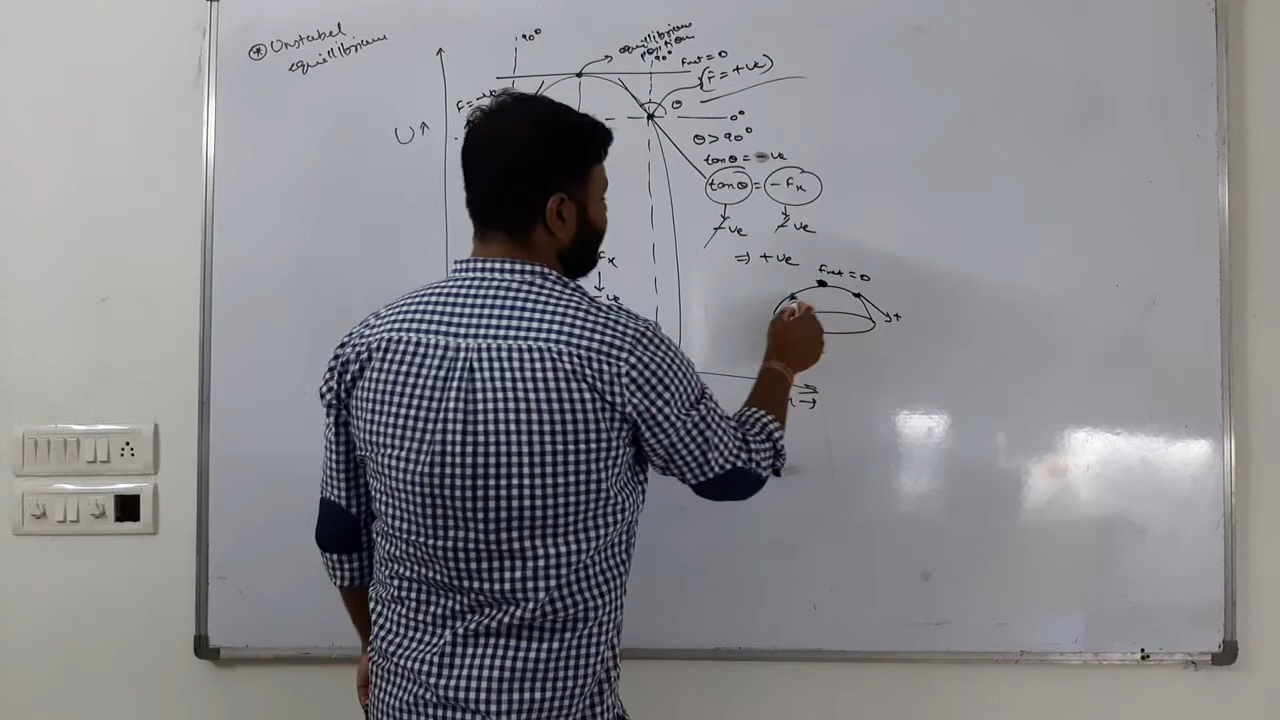 ⊛ Unstabel
equillibrium
90°
equillibrium
position
90°
Fnet = 0
(F = +ve)
F = -ve
θ
0°
U↑
θ > 90°
tanθ = -ve
tanθ = -Fx
-ve -ve
⇒ +ve
Fnet = 0
+
Fx
↓
-ve
x →